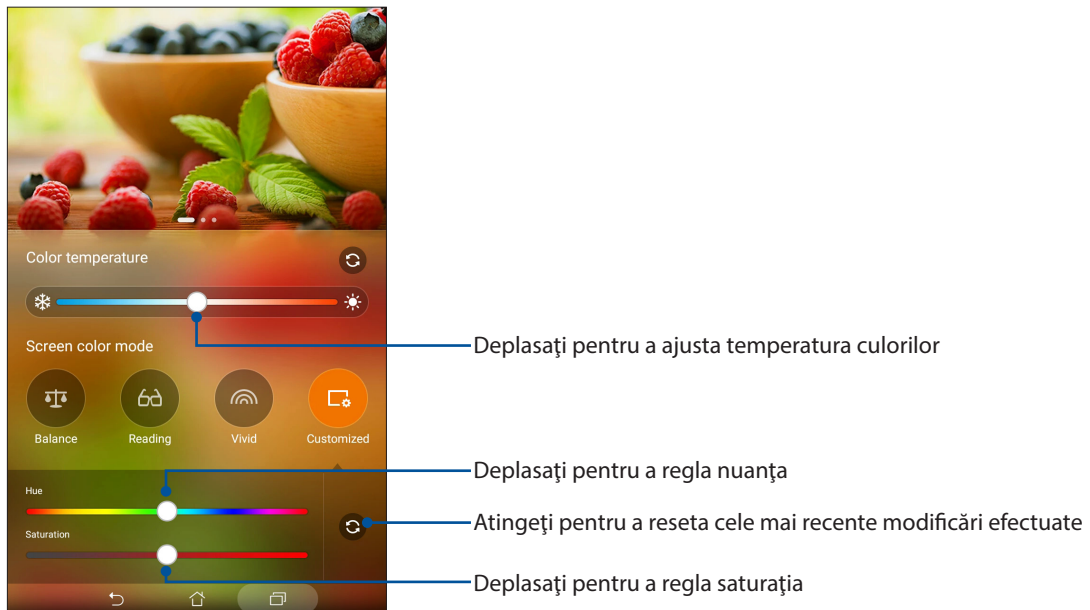 Color temperature
Deplasaţi pentru a ajusta temperatura culorilor
Screen color mode
Balance
Reading
Vivid
Customized
Deplasaţi pentru a regla nuanţa
Hue
Atingeţi pentru a reseta cele mai recente modificări efectuate
Saturation
Deplasaţi pentru a regla saturaţia